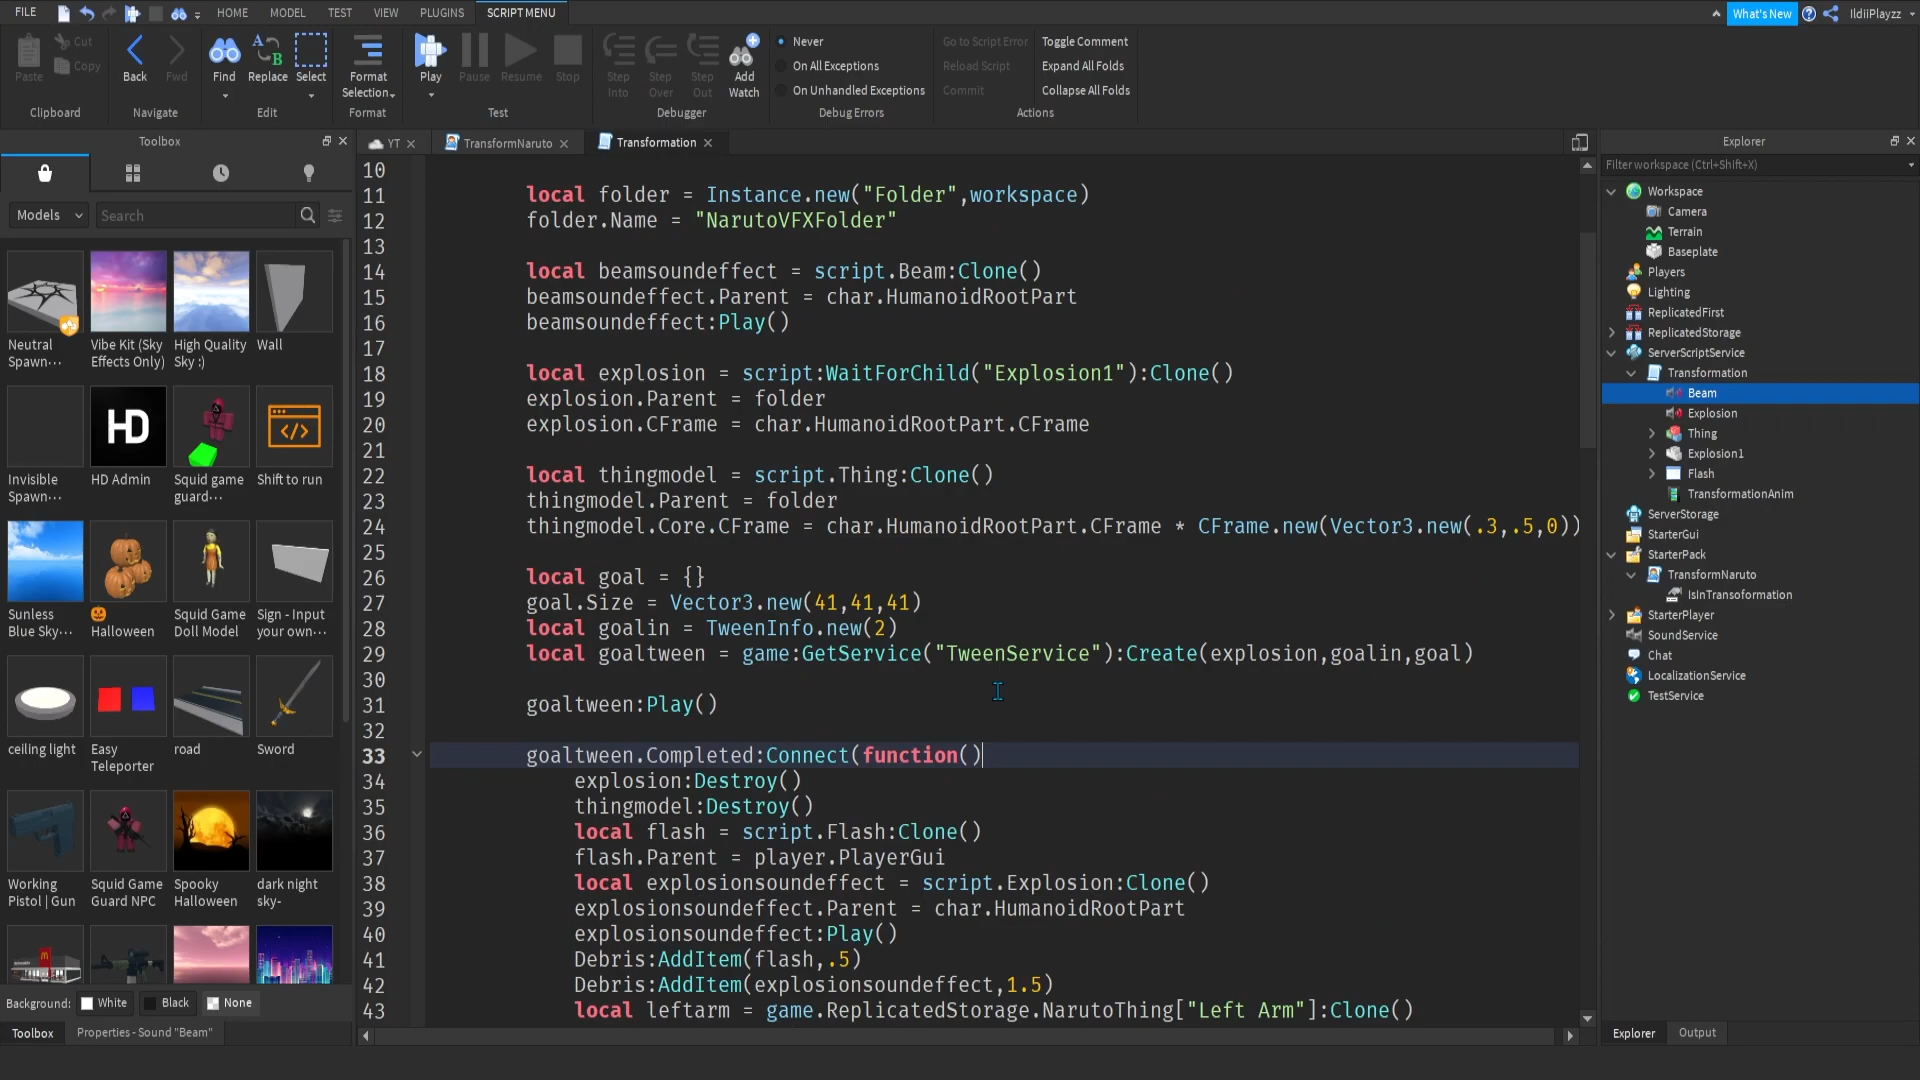 FILE
HOME
MODEL
TEST
VIEW
PLUGINS
SCRIPT MENU
What's New
IldiiPlayzz
Paste
Cut
Copy
Clipboard
Back
Fwd
Navigate
Find
Replace
Select
Edit
Format
Selection
Format
Play
Pause
Resume
Stop
Test
Step
Into
Step
Over
Step
Out
Add
Watch
Debugger
Never
On All Exceptions
On Unhandled Exceptions
Debug Errors
Go to Script Error
Reload Script
Commit
Toggle Comment
Expand All Folds
Collapse All Folds
Actions
Toolbox
Models
Search
Neutral
Spawn...
Vibe Kit (Sky
Effects Only)
High Quality
Sky :)
Wall
HD
Invisible
Spawn...
HD Admin
Squid game
guard...
Shift to run
Sunless
Blue Sky...
🎃
Halloween
Squid Game
Doll Model
Sign - Input
your own...
ceiling light
Easy
Teleporter
road
Sword
Working
Pistol | Gun
Squid Game
Guard NPC
Spooky
Halloween
dark night
sky-
Background:
White
Black
None
Toolbox
Properties - Sound "Beam"
YT
TransformNaruto
Transformation
10
11 local folder = Instance.new("Folder",workspace)
12 folder.Name = "NarutoVFXFolder"
13
14 local beamsoundeffect = script.Beam:Clone()
15 beamsoundeffect.Parent = char.HumanoidRootPart
16 beamsoundeffect:Play()
17
18 local explosion = script:WaitForChild("Explosion1"):Clone()
19 explosion.Parent = folder
20 explosion.CFrame = char.HumanoidRootPart.CFrame
21
22 local thingmodel = script.Thing:Clone()
23 thingmodel.Parent = folder
24 thingmodel.Core.CFrame = char.HumanoidRootPart.CFrame * CFrame.new(Vector3.new(.3,.5,0))
25
26 local goal = {}
27 goal.Size = Vector3.new(41,41,41)
28 local goalin = TweenInfo.new(2)
29 local goaltween = game:GetService("TweenService"):Create(explosion,goalin,goal)
30
31 goaltween:Play()
32
33 goaltween.Completed:Connect(function()
34 explosion:Destroy()
35 thingmodel:Destroy()
36 local flash = script.Flash:Clone()
37 flash.Parent = player.PlayerGui
38 local explosionsoundeffect = script.Explosion:Clone()
39 explosionsoundeffect.Parent = char.HumanoidRootPart
40 explosionsoundeffect:Play()
41 Debris:AddItem(flash,.5)
42 Debris:AddItem(explosionsoundeffect,1.5)
43 local leftarm = game.ReplicatedStorage.NarutoThing["Left Arm"]:Clone()
Explorer
Filter workspace (Ctrl+Shift+X)
Workspace
Camera
Terrain
Baseplate
Players
Lighting
ReplicatedFirst
ReplicatedStorage
ServerScriptService
Transformation
Beam
Explosion
Thing
Explosion1
Flash
TransformationAnim
ServerStorage
StarterGui
StarterPack
TransformNaruto
IsInTransoformation
StarterPlayer
SoundService
Chat
LocalizationService
TestService
Explorer
Output